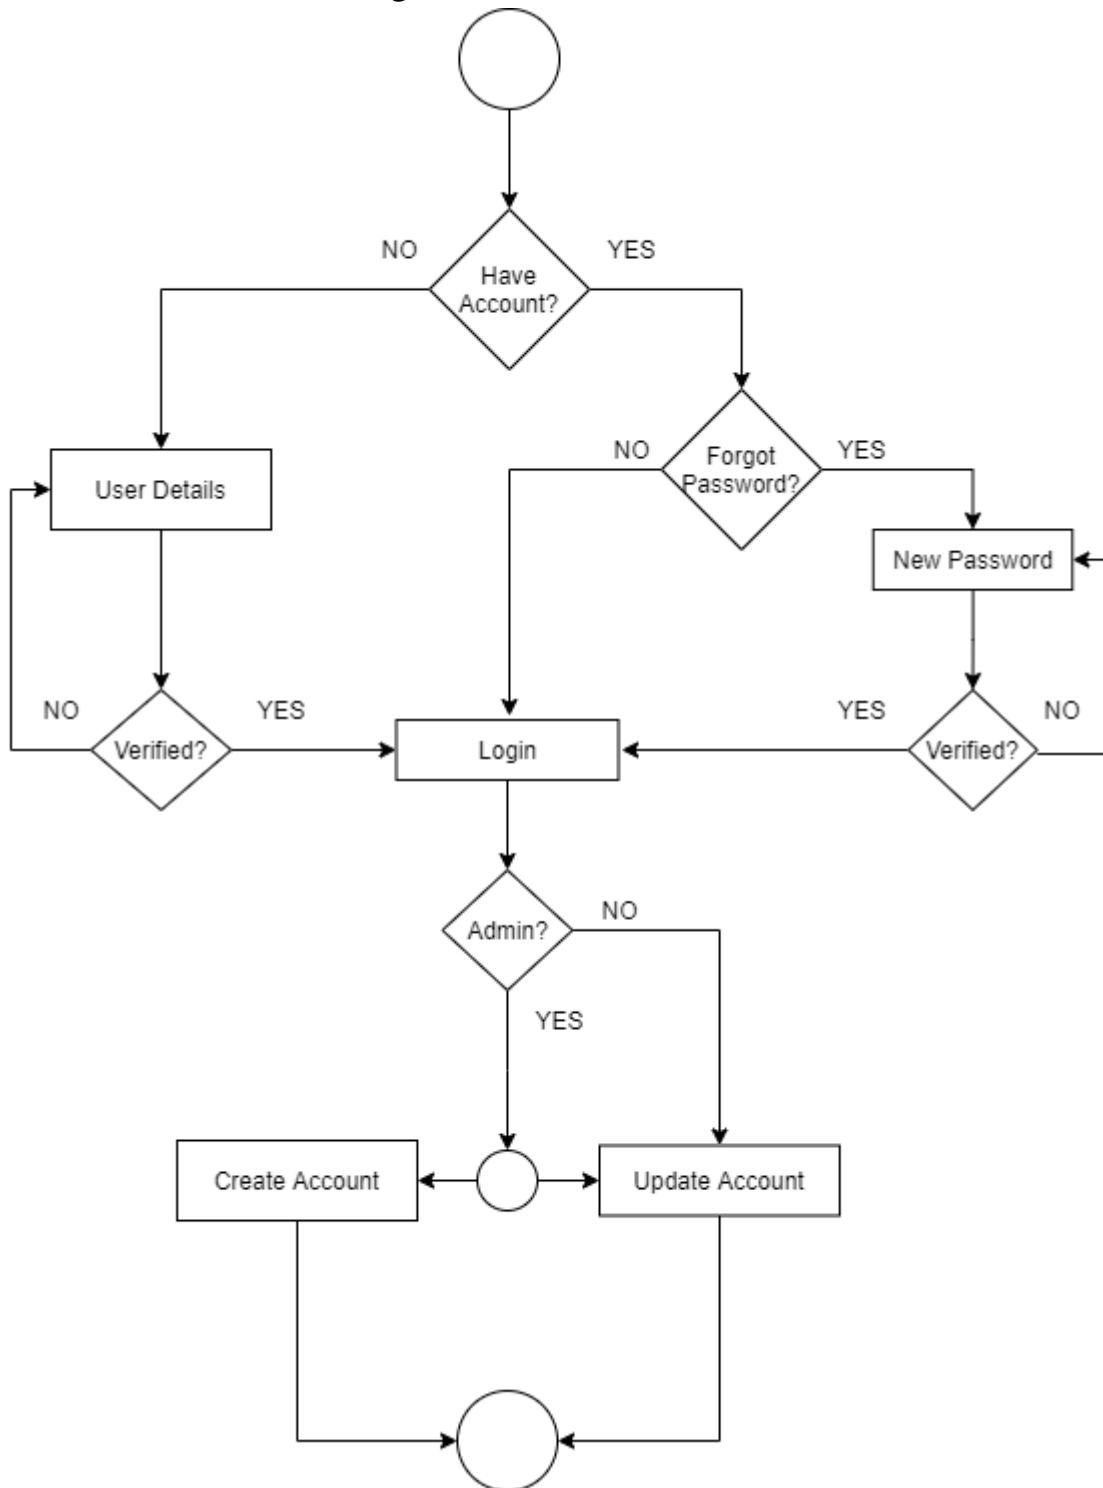 NO
YES
Have
Account?
NO
Forgot
Password?
YES
User Details
New Password
NO
Verified?
YES
Login
YES
Verified?
NO
Admin?
NO
YES
Create Account
Update Account